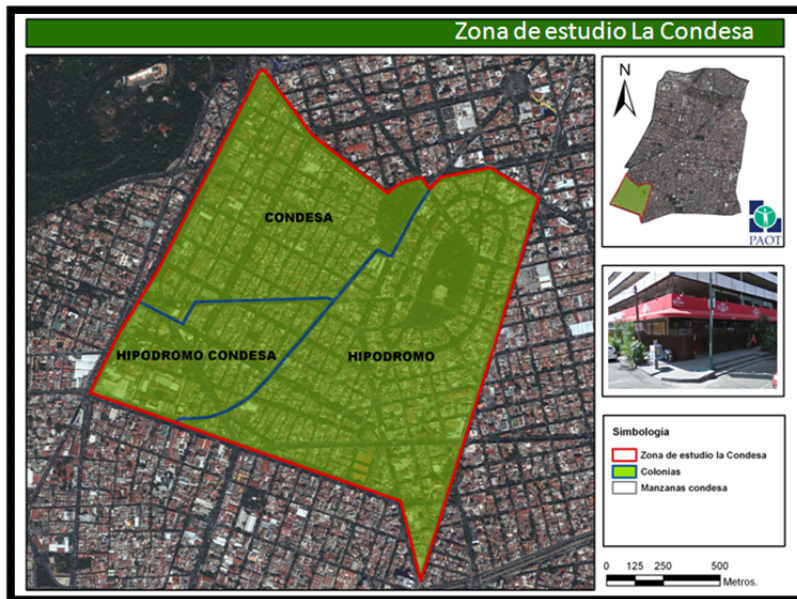 Zona de estudio La Condesa
CONDESA
HIPODROMO CONDESA
HIPODROMO
N
PAOT
Simbología
Zona de estudio la Condesa
Colonias
Manzanas condesa
0 125 250 500
Metros.